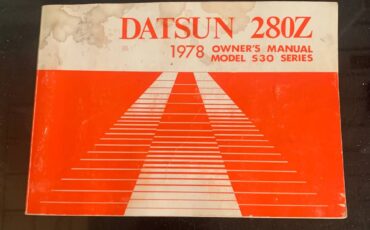 DATSUN 280Z
1978 OWNER'S MANUAL
MODEL S30 SERIES